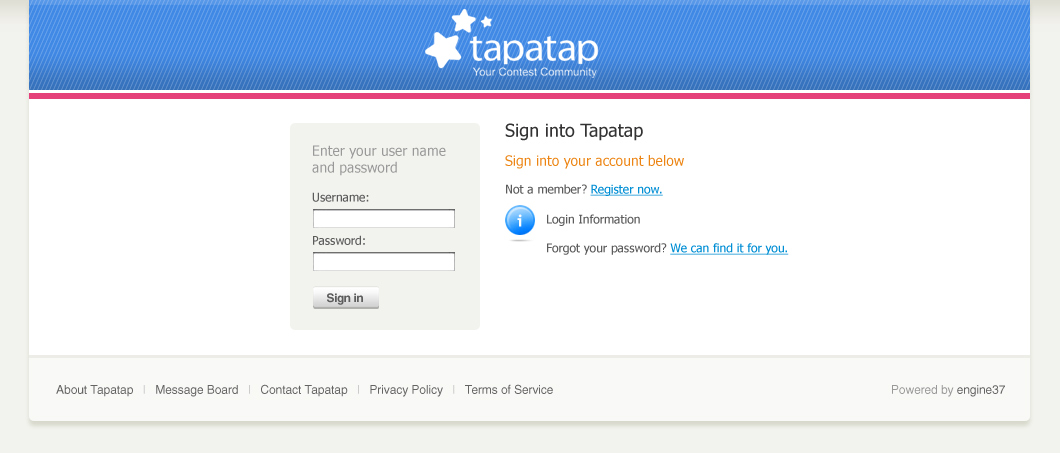 tapatap
Your Contest Community
Enter your user name
and password
Username:
Password:
Sign in
Sign into Tapatap
Sign into your account below
Not a member? Register now.
i
Login Information
Forgot your password? We can find it for you.
About Tapatap | Message Board | Contact Tapatap | Privacy Policy | Terms of Service
Powered by engine37